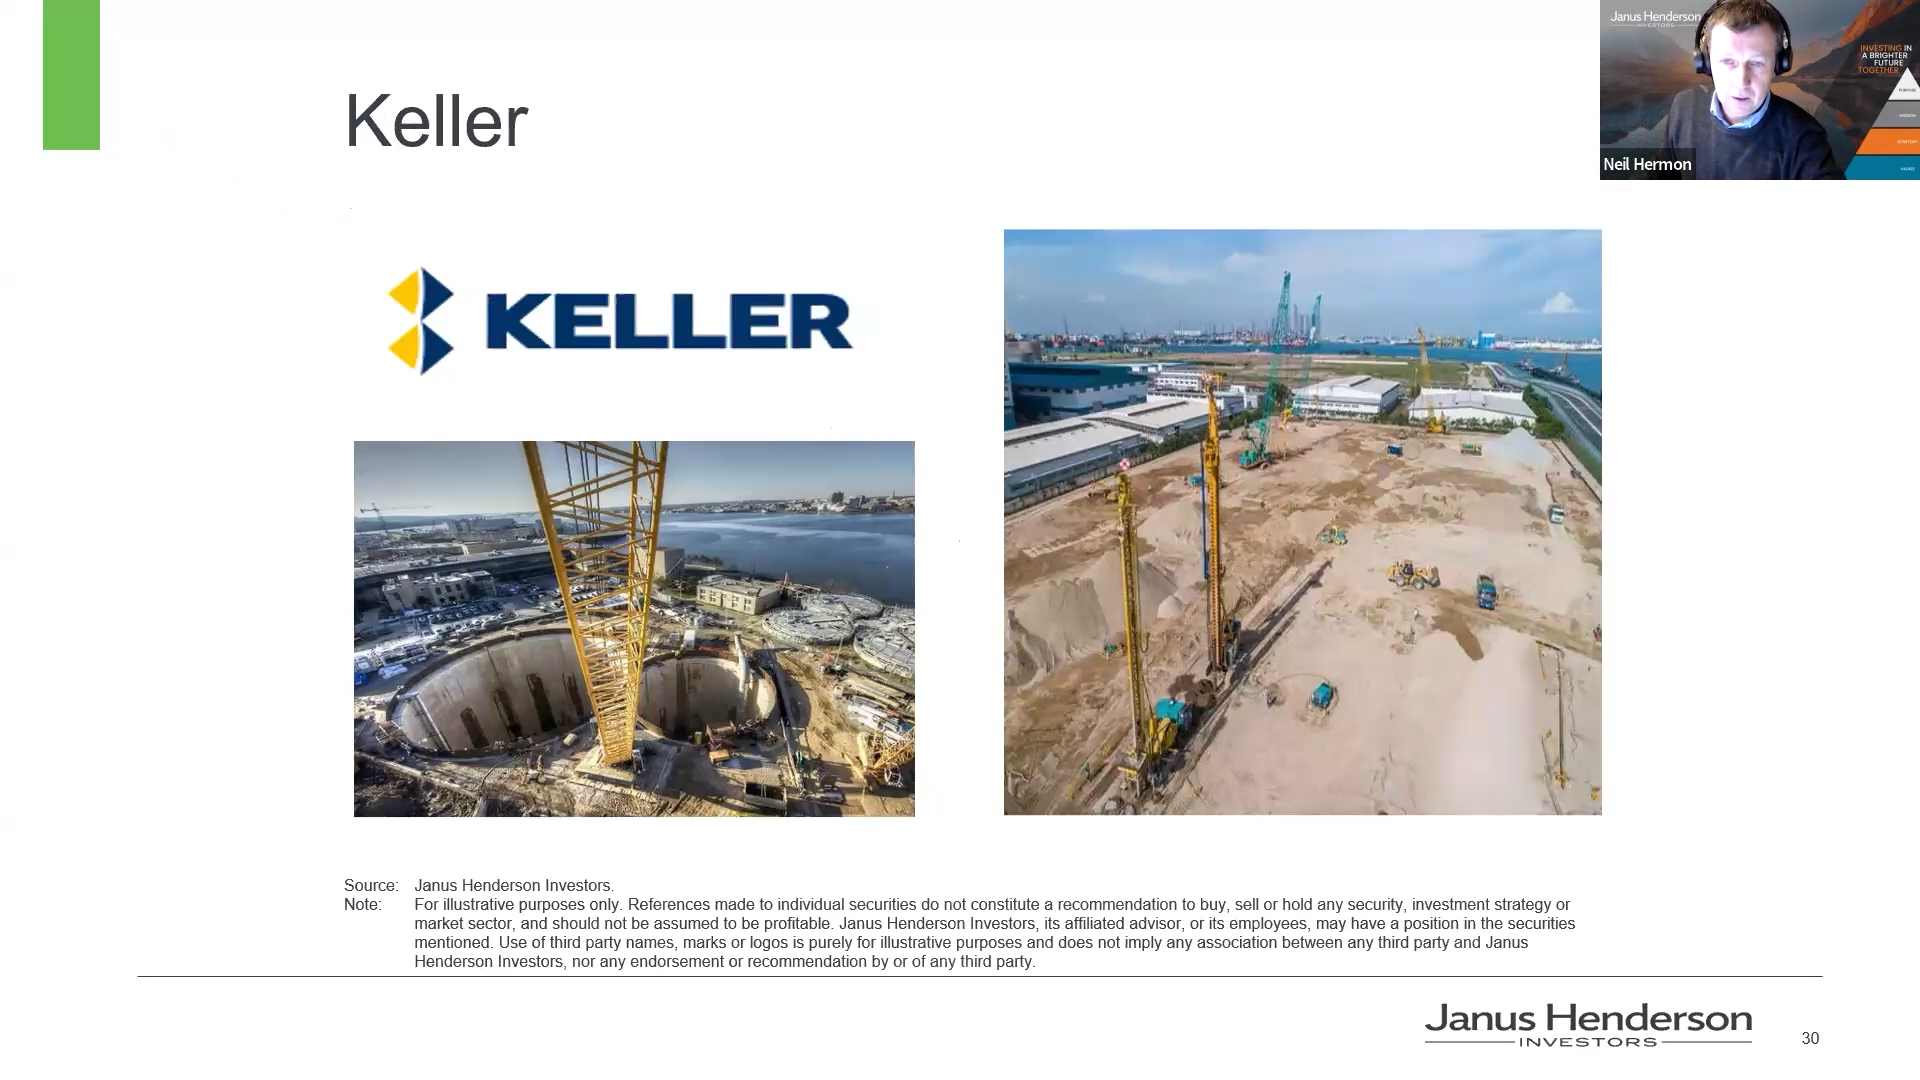 Keller
Janus Henderson
INVESTORS
INVESTING IN
A BRIGHTER
FUTURE
TOGETHER
PURPOSE
MISSION
STRATEGY
VALUES
Neil Hermon
KELLER
Source: Janus Henderson Investors.
Note: For illustrative purposes only. References made to individual securities do not constitute a recommendation to buy, sell or hold any security, investment strategy or
market sector, and should not be assumed to be profitable. Janus Henderson Investors, its affiliated advisor, or its employees, may have a position in the securities
mentioned. Use of third party names, marks or logos is purely for illustrative purposes and does not imply any association between any third party and Janus
Henderson Investors, nor any endorsement or recommendation by or of any third party.
Janus Henderson
INVESTORS
30